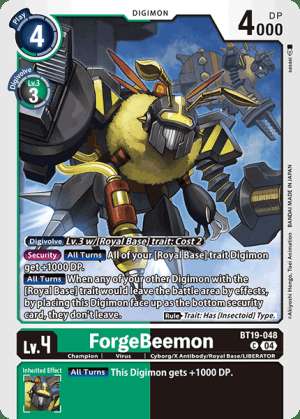 DIGIMON
Play
4
DP
4000
Digivolve
Lv.3
3
Digivolve Lv.3 w/[Royal Base] trait: Cost 2
Security All Turns All of your [Royal Base] trait Digimon
get +1000 DP.
All Turns When any of your other Digimon with the
[Royal Base] trait would leave the battle area by effects,
by placing this Digimon face up as the bottom security
card, they don't leave.
Rule Trait: Has [Insectoid] Type.
©Akiyoshi Hongo, Toei Animation BANDAI MADE IN JAPAN
BT19-048
Lv.4
ForgeBeemon
C 04
Champion
Virus
Cyborg/X Antibody/Royal Base/LIBERATOR
Inherited Effect
All Turns This Digimon gets +1000 DP.